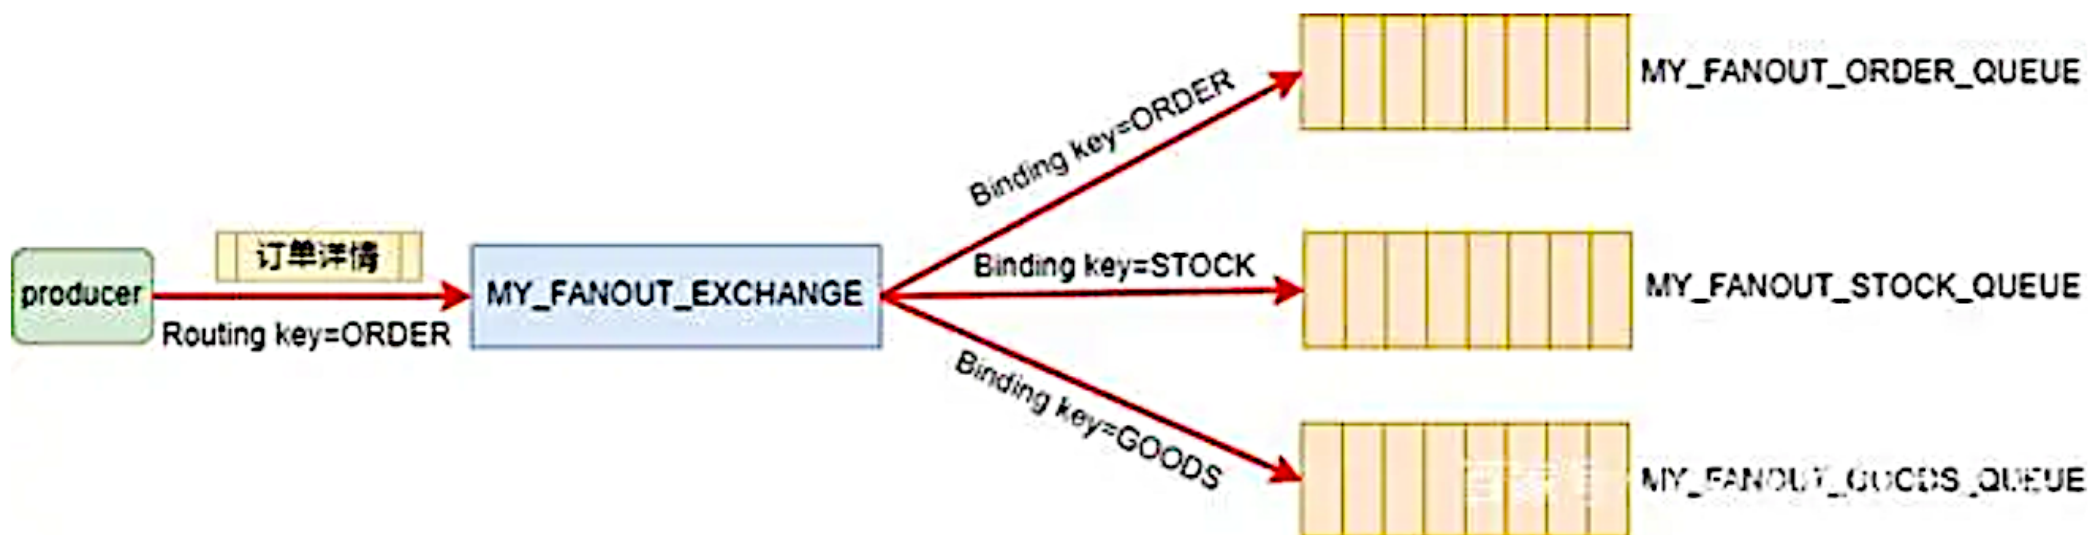 Binding key=ORDER
MY_FANOUT_ORDER_QUEUE
订单详情
producer
Routing key=ORDER
MY_FANOUT_EXCHANGE
Binding key=STOCK
MY_FANOUT_STOCK_QUEUE
Binding key=GOODS
MY_FANOUT_GOODS_QUEUE